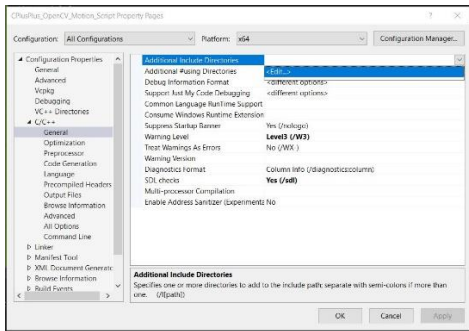 CPlusPlus_OpenCV_Motion_Script Property Pages
? ×
Configuration: All Configurations
Platform: x64
Configuration Manager...
Configuration Properties
General
Advanced
Vcpkg
Debugging
VC++ Directories
C/C++
General
Optimization
Preprocessor
Code Generation
Language
Precompiled Headers
Output Files
Browse Information
Advanced
All Options
Command Line
Linker
Manifest Tool
XML Document Generatc
Browse Information
Build Events
Additional Include Directories
Additional #using Directories <Edit...>
Debug Information Format <different options>
Support Just My Code Debugging <different options>
Common Language RunTime Support
Consume Windows Runtime Extension
Suppress Startup Banner Yes (/nologo)
Warning Level Level3 (/W3)
Treat Warnings As Errors No (/WX-)
Warning Version
Diagnostics Format Column Info (/diagnostics:column)
SDL checks Yes (/sdl)
Multi-processor Compilation
Enable Address Sanitizer (Experimenta No
Additional Include Directories
Specifies one or more directories to add to the include path; separate with semi-colons if more than
one. (/I[path])
OK Cancel Apply